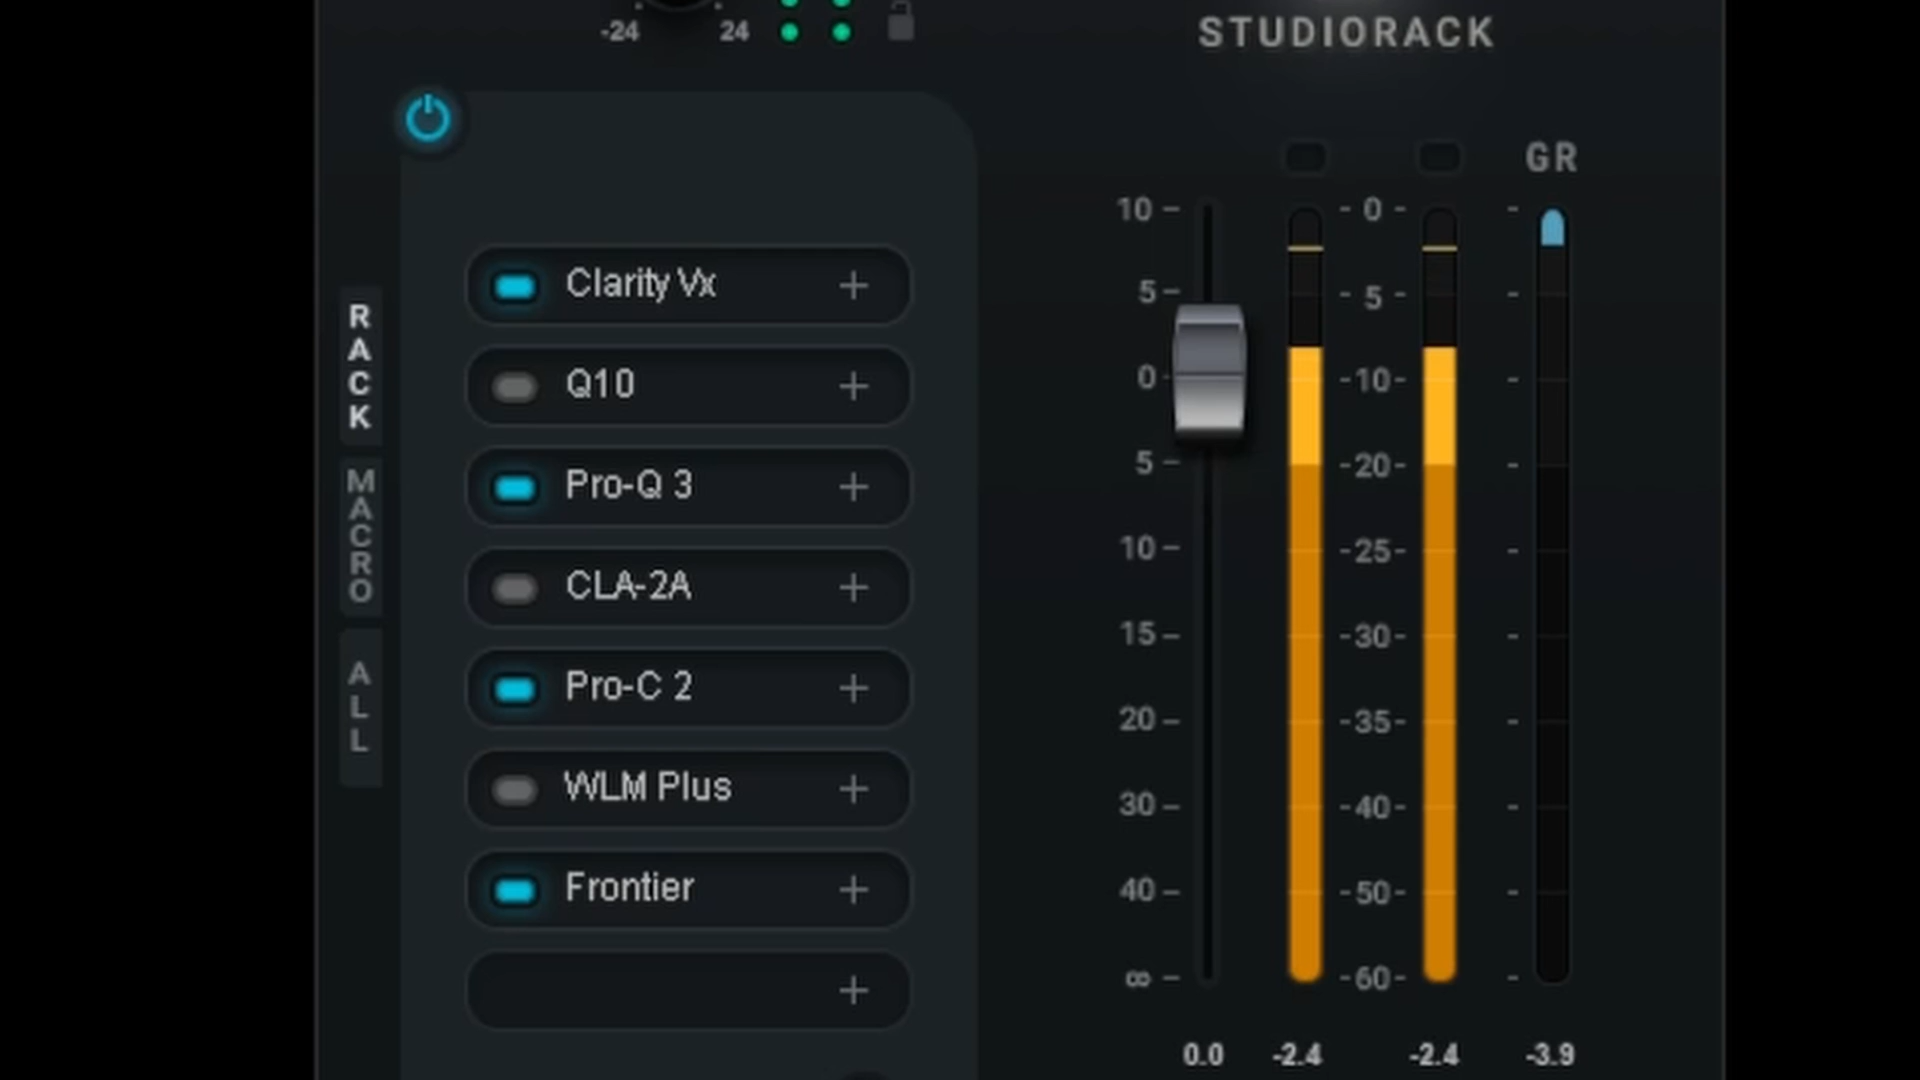 -24 24
STUDIORACK
GR
RACK
MACRO
ALL
Clarity Vx +
Q10 +
Pro-Q 3 +
CLA-2A +
Pro-C 2 +
WLM Plus +
Frontier +
+
10
5
0
5
10
15
20
30
40
∞
0.0
- 0 -
- 5 -
-10-
-20-
-25-
-30-
-35-
-40-
-50-
-60-
-2.4 -2.4
-3.9